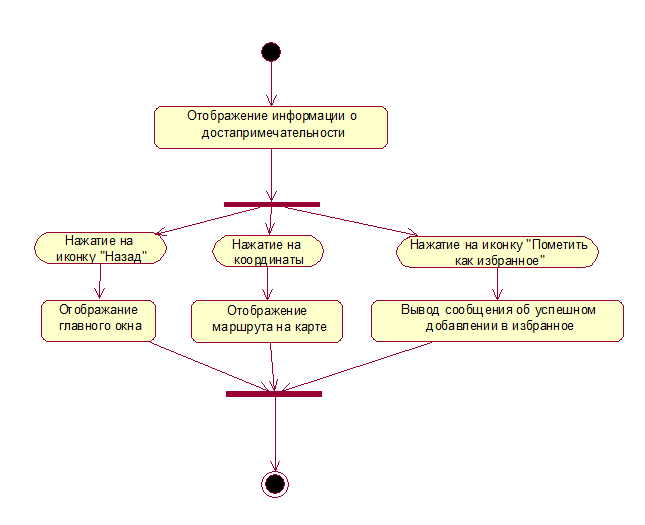 Отображение информации о
достапримечательности
Нажатие на
иконку "Назад"
Нажатие на
координаты
Нажатие на иконку "Пометить
как избранное"
Отображание
главного окна
Отображение
маршрута на карте
Вывод сообщения об успешном
добавлении в избранное